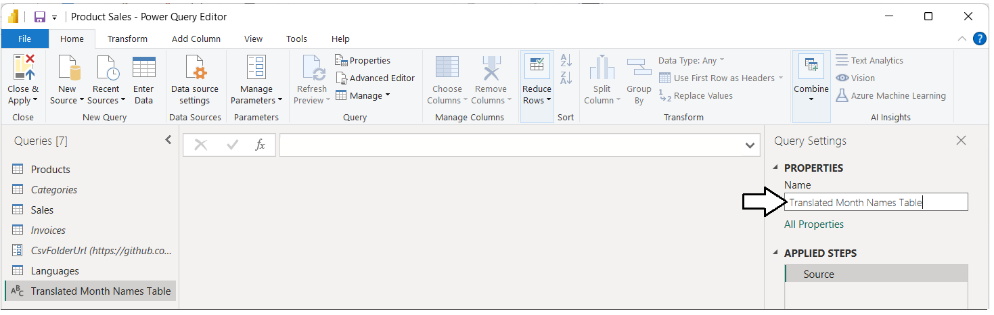 Product Sales - Power Query Editor
File Home Transform Add Column View Tools Help
Close & Apply
New Source
Recent Sources
Enter Data
Data source settings
Manage Parameters
Refresh Preview
Properties
Advanced Editor
Manage
Choose Columns
Remove Columns
Reduce Rows
Split Column
Group By
Data Type: Any
Use First Row as Headers
Replace Values
Combine
Text Analytics
Vision
Azure Machine Learning
Close New Query Data Sources Parameters Query Manage Columns Sort Transform AI Insights
Queries [7]
Products
Categories
Sales
Invoices
CsvFolderUrl (https://github.co...
Languages
ABC Translated Month Names Table
fx
Query Settings
PROPERTIES
Name
Translated Month Names Table
All Properties
APPLIED STEPS
Source